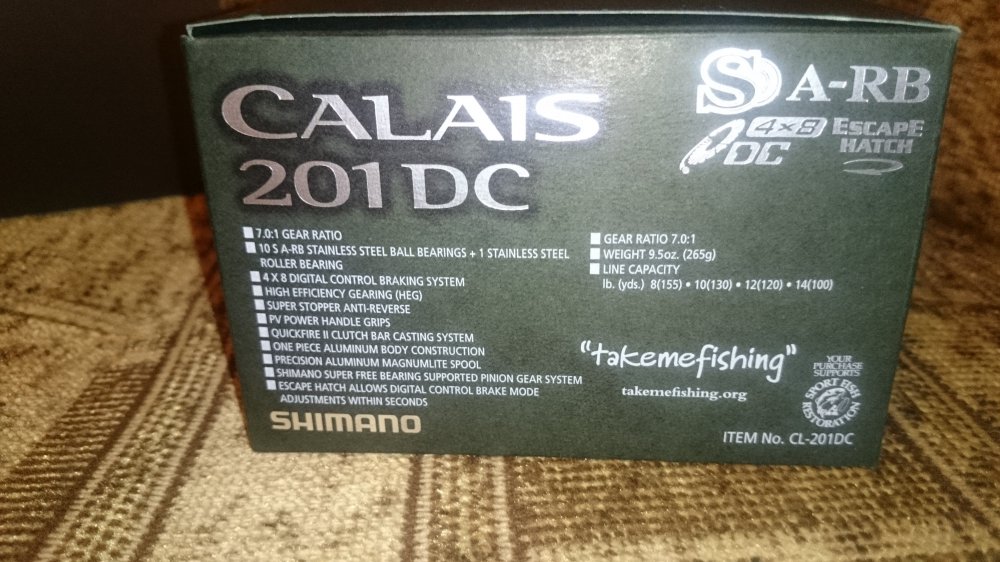 CALAIS
201 DC
S A-RB
4×8 DC
ESCAPE HATCH
7.0:1 GEAR RATIO
10 S A-RB STAINLESS STEEL BALL BEARINGS + 1 STAINLESS STEEL
ROLLER BEARING
4 X 8 DIGITAL CONTROL BRAKING SYSTEM
HIGH EFFICIENCY GEARING (HEG)
SUPER STOPPER ANTI-REVERSE
PV POWER HANDLE GRIPS
QUICKFIRE II CLUTCH BAR CASTING SYSTEM
ONE PIECE ALUMINUM BODY CONSTRUCTION
PRECISION ALUMINUM MAGNUMLITE SPOOL
SHIMANO SUPER FREE BEARING SUPPORTED PINION GEAR SYSTEM
ESCAPE HATCH ALLOWS DIGITAL CONTROL BRAKE MODE
ADJUSTMENTS WITHIN SECONDS
SHIMANO
GEAR RATIO 7.0:1
WEIGHT 9.5oz. (265g)
LINE CAPACITY
lb. (yds.) 8(155) • 10(130) • 12(120) • 14(100)
"takemefishing"
takemefishing.org
YOUR
PURCHASE
SUPPORTS
SPORT FISH
RESTORATION
ITEM No. CL-201DC